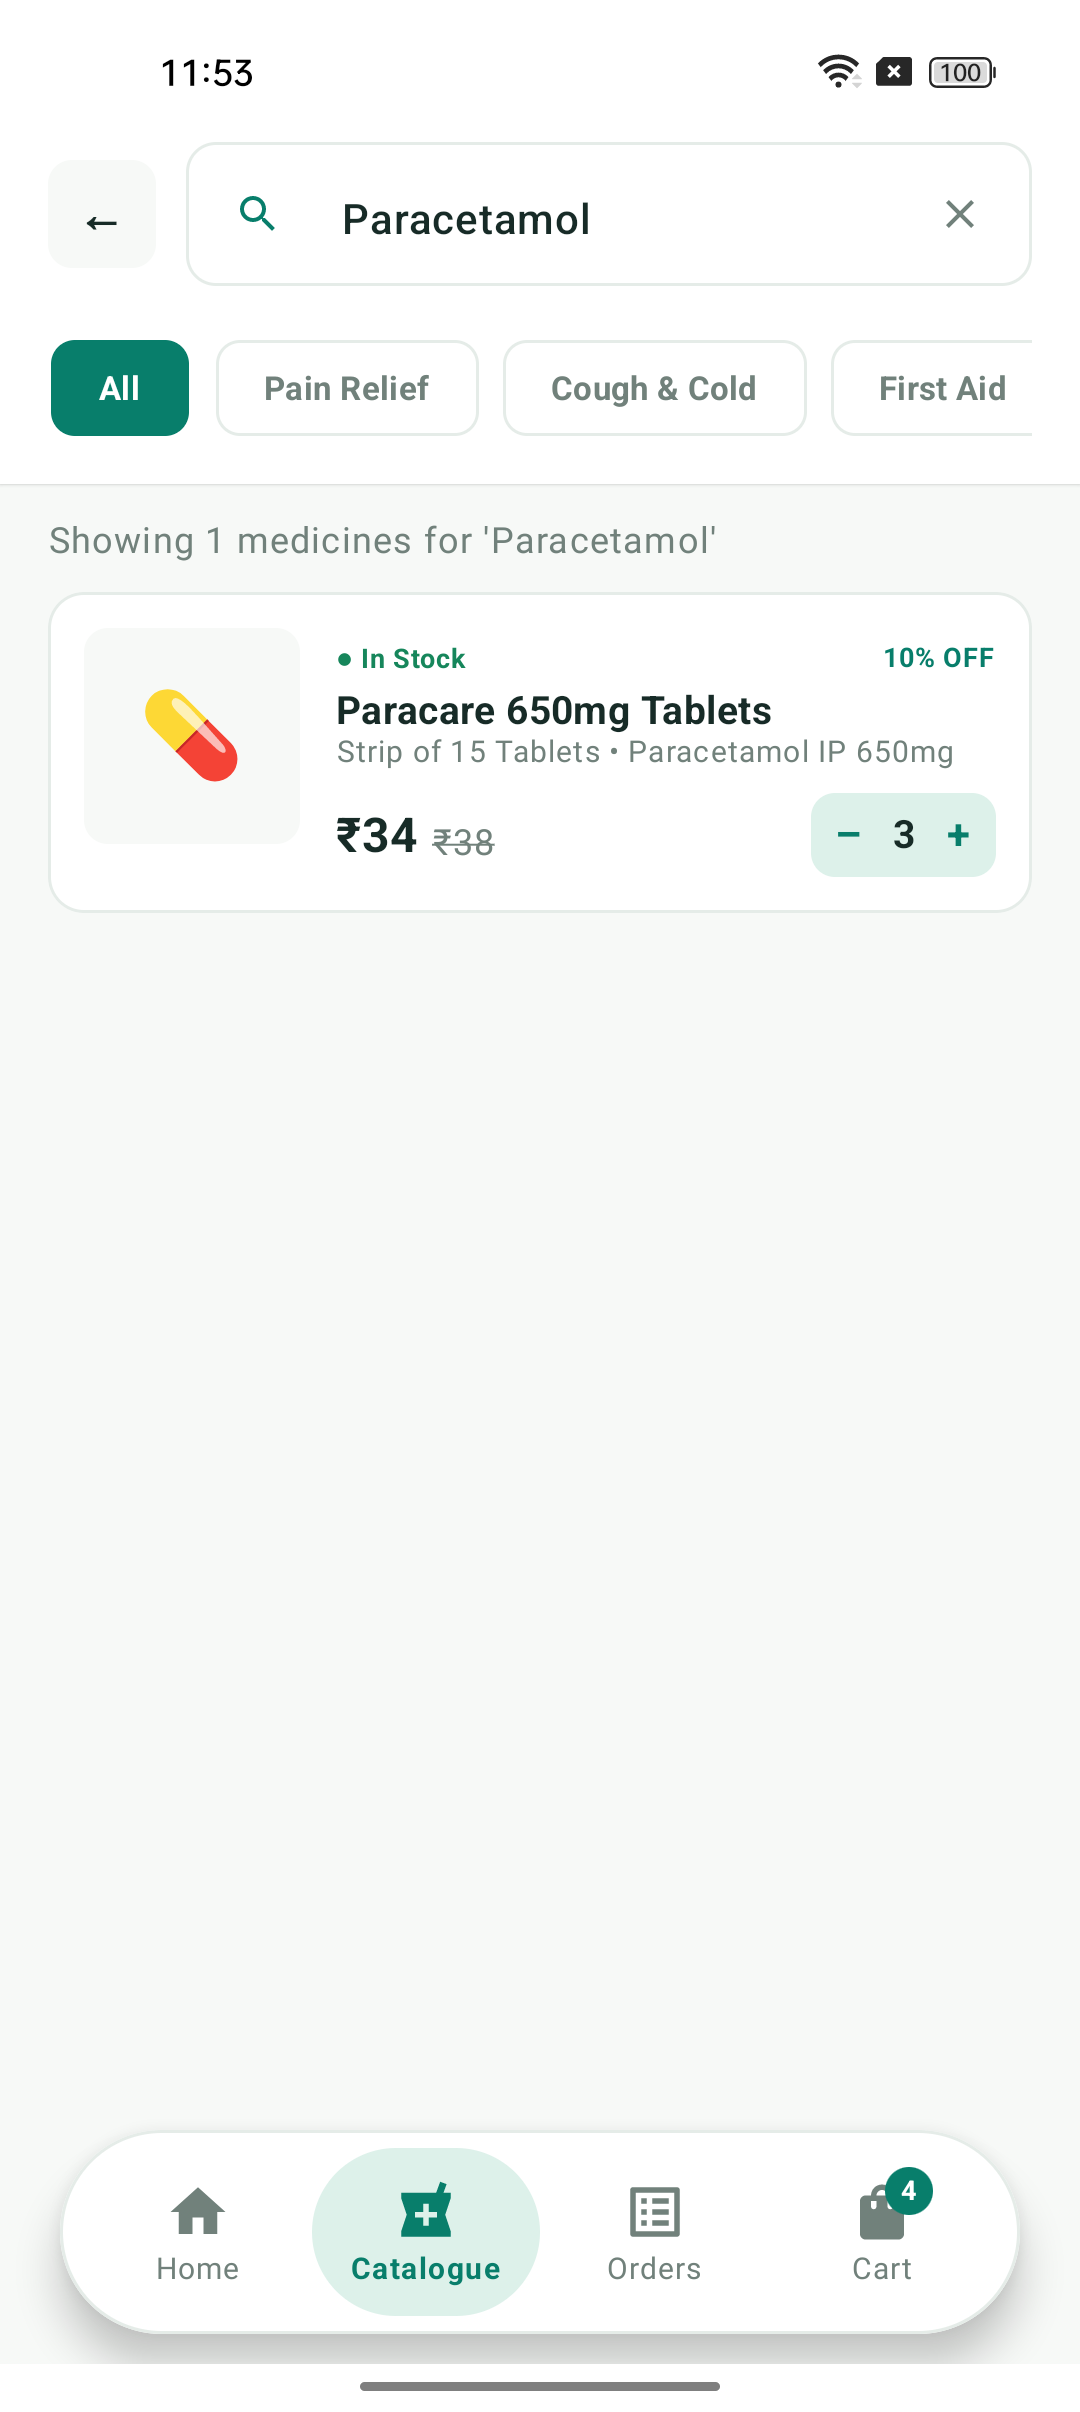 11:53
100
←
Paracetamol
All
Pain Relief
Cough & Cold
First Aid
Showing 1 medicines for 'Paracetamol'
● In Stock
10% OFF
Paracare 650mg Tablets
Strip of 15 Tablets • Paracetamol IP 650mg
₹34 ₹38
− 3 +
4
Home
Catalogue
Orders
Cart